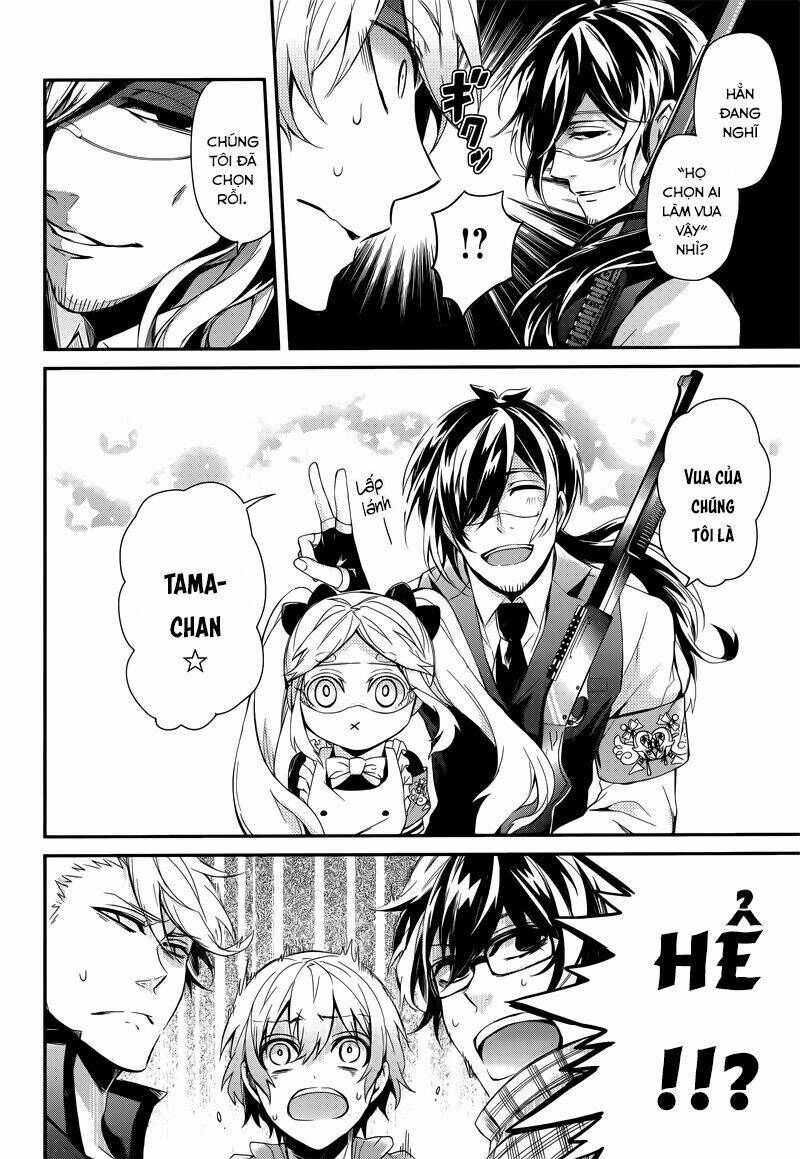 HẮN
ĐANG
NGHĨ
"HỌ
CHỌN AI
LÀM VUA
VẬY"
NHỈ?
ギクッ
!?
CHÚNG
TÔI ĐÃ
CHỌN
RỒI.
VUA CỦA
CHÚNG
TÔI LÀ
Lấp
lánh
TAMA-
CHAN
☆
HỂ
!!?